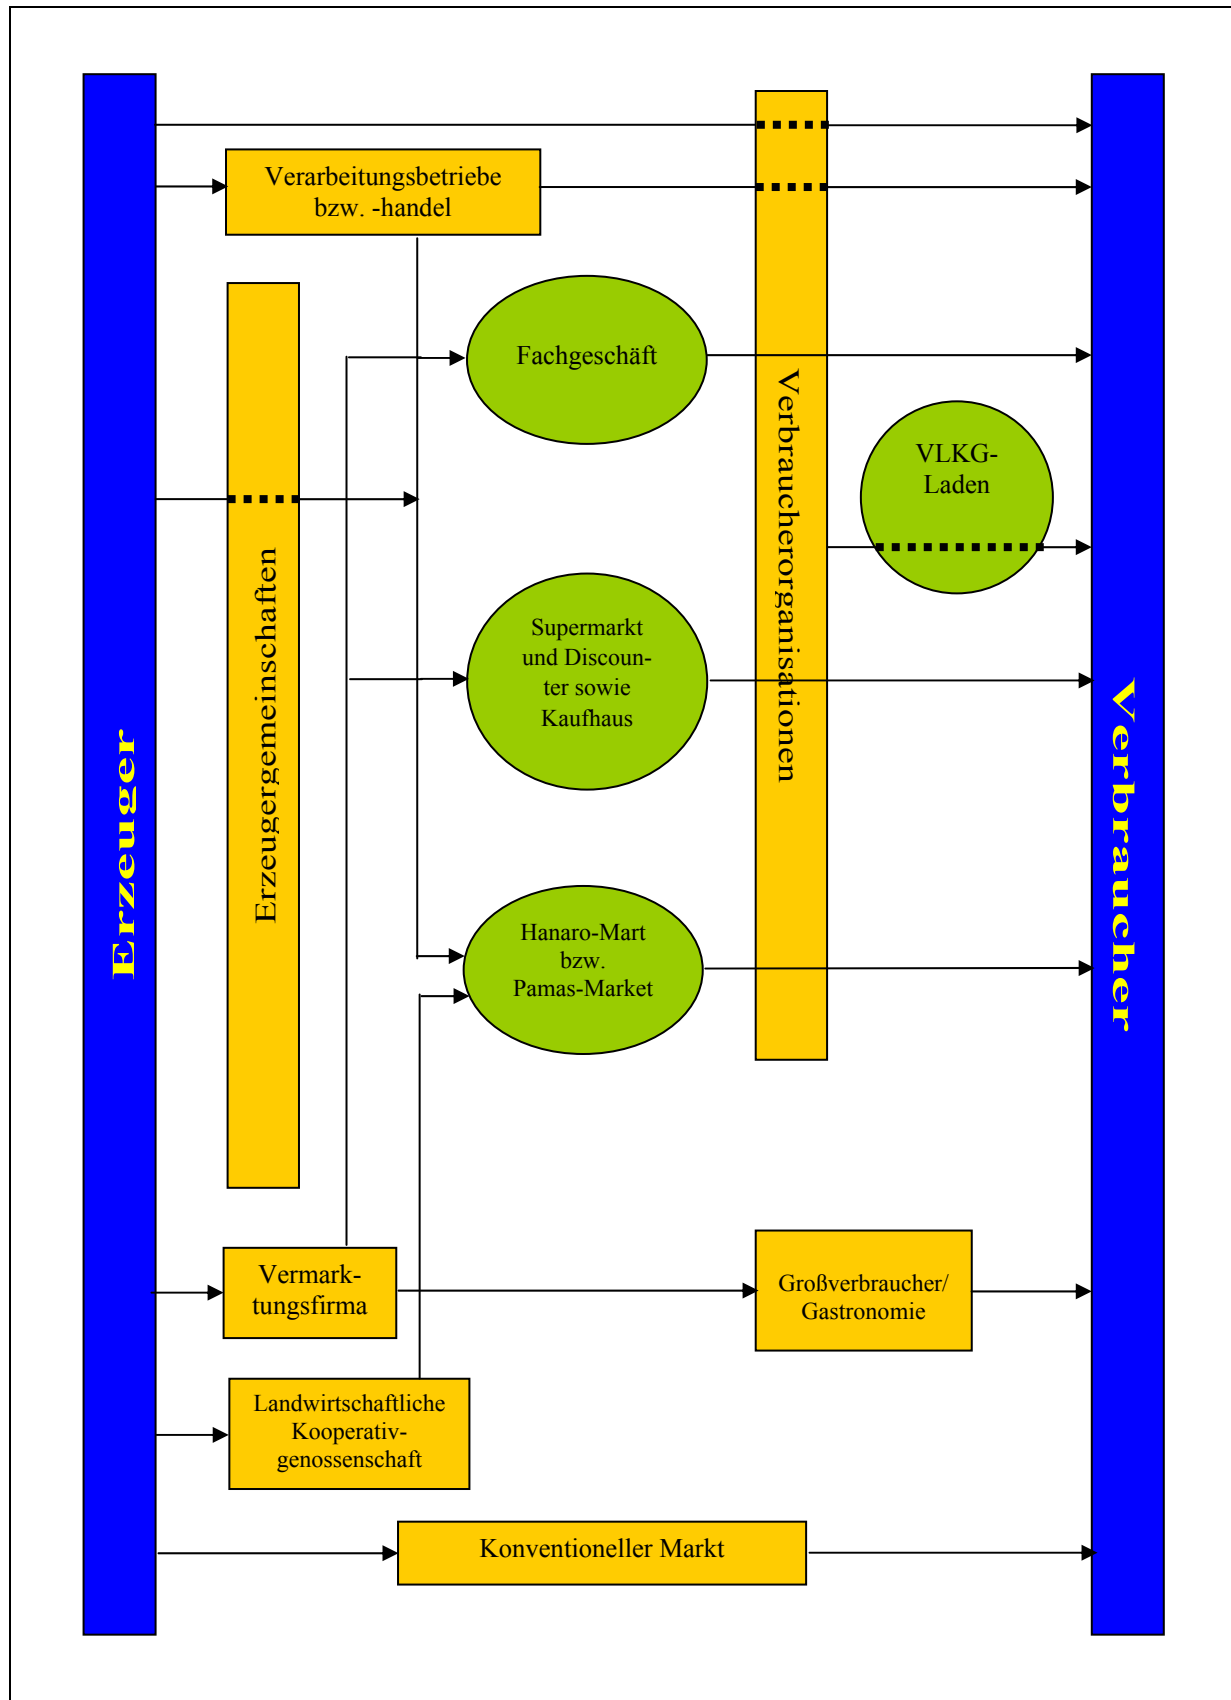 Verarbeitungsbetriebe
bzw. -handel
Fachgeschäft
VLKG-
Laden
Verbraucherorganisationen
Erzeugergemeinschaften
Supermarkt
und Discoun-
ter sowie
Kaufhaus
Erzeuger
Verbraucher
Hanaro-Mart
bzw.
Pamas-Market
Vermark-
tungsfirma
Großverbraucher/
Gastronomie
Landwirtschaftliche
Kooperativ-
genossenschaft
Konventioneller Markt